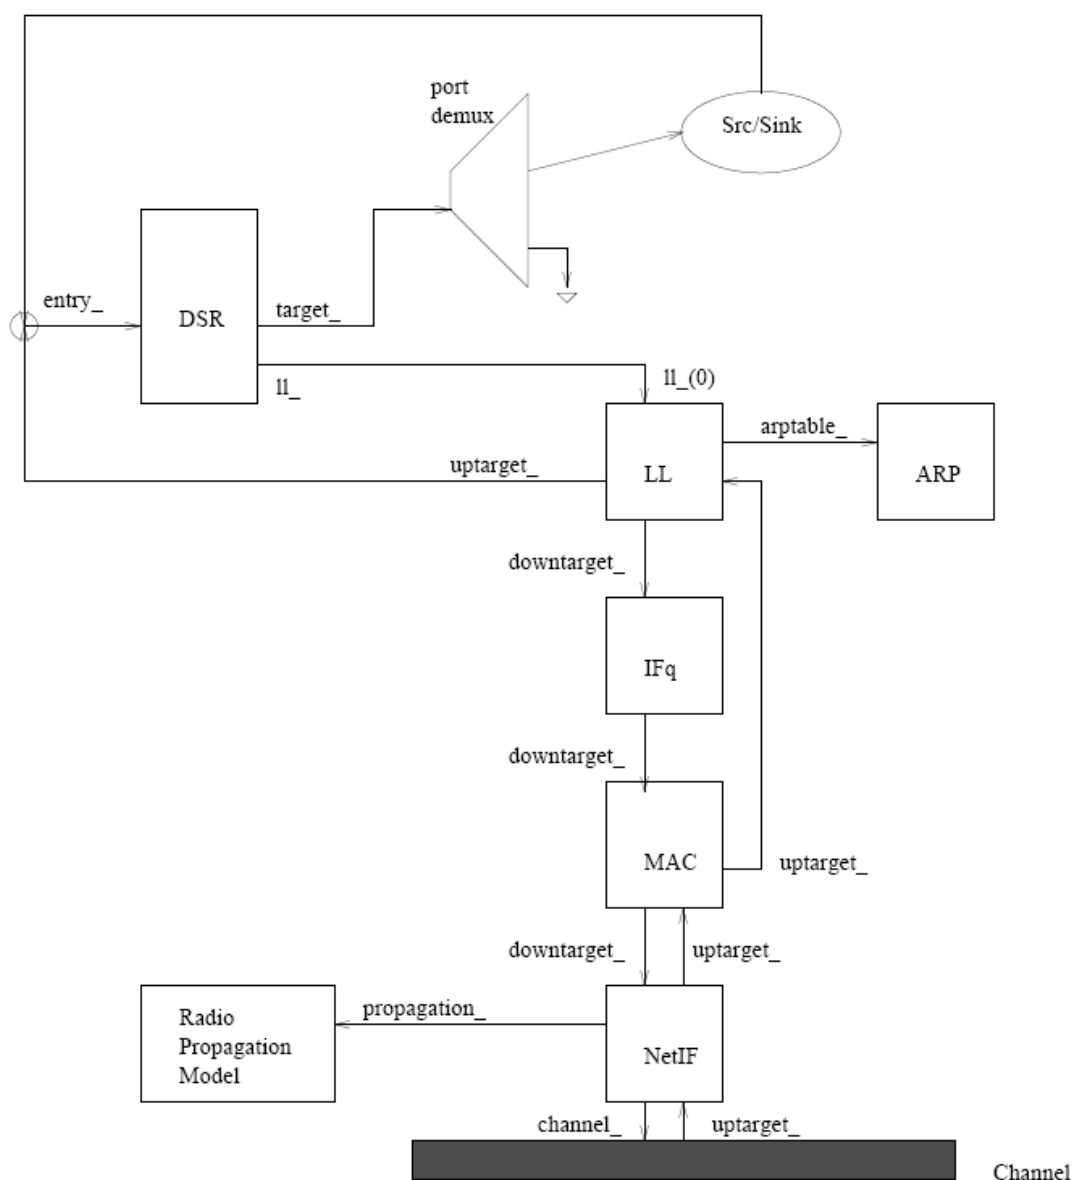 port
demux
Src/Sink
entry_
DSR
target_
ll_
ll_(0)
arptable_
uptarget_
LL
ARP
downtarget_
IFq
downtarget_
MAC
uptarget_
downtarget_
uptarget_
propagation_
Radio
Propagation
Model
NetIF
channel_
uptarget_
Channel